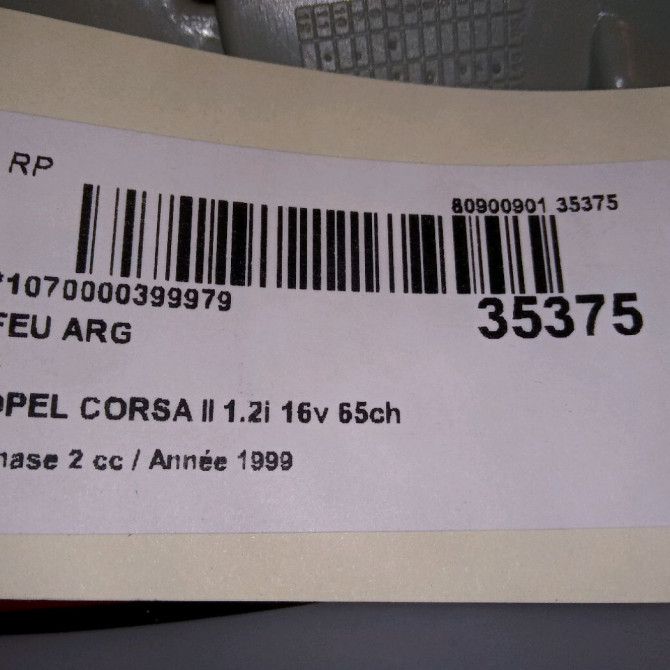 RP
80900901 35375
*1070000399979
35375
FEU ARG
OPEL CORSA II 1.2i 16v 65ch
hase 2 cc / Année 1999